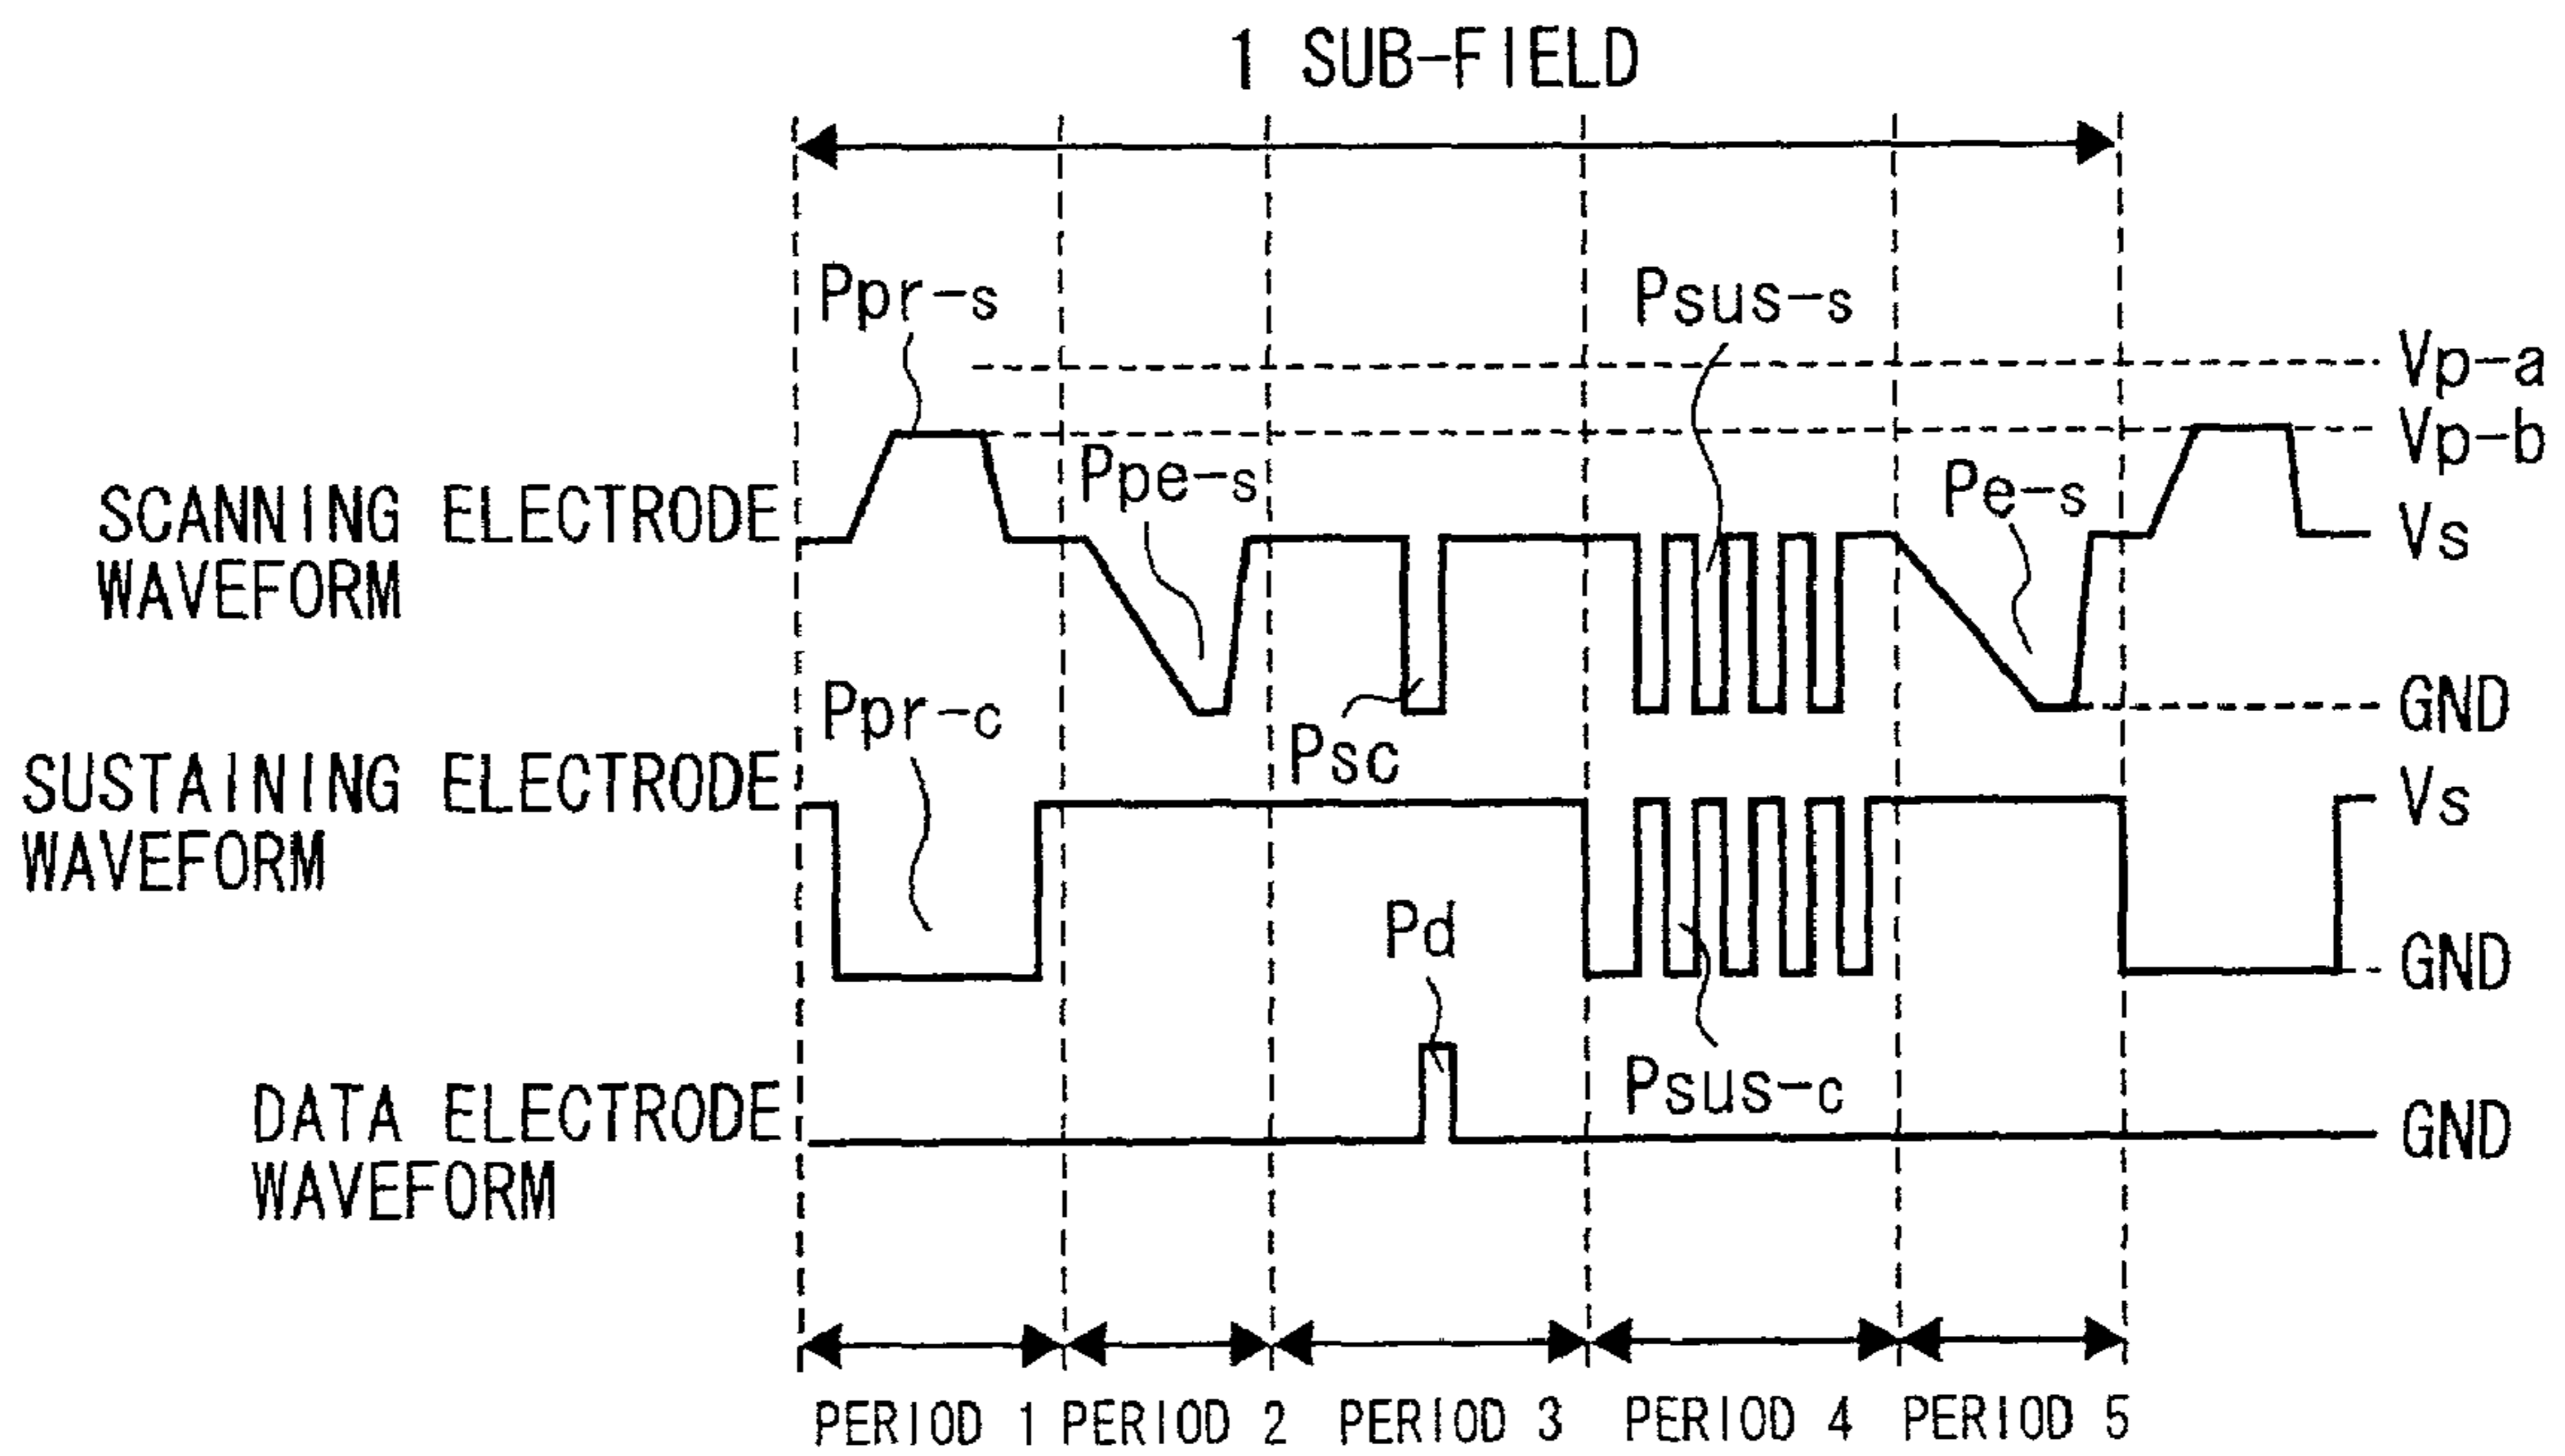 1 SUB-FIELD
Ppr-s
Psus-s
Vp-a
Vp-b
Ppe-s
Pe-s
SCANNING ELECTRODE
WAVEFORM
Vs
GND
Ppr-c
Psc
SUSTAINING ELECTRODE
WAVEFORM
Vs
Pd
GND
Psus-c
DATA ELECTRODE
WAVEFORM
GND
PERIOD 1 PERIOD 2 PERIOD 3 PERIOD 4 PERIOD 5